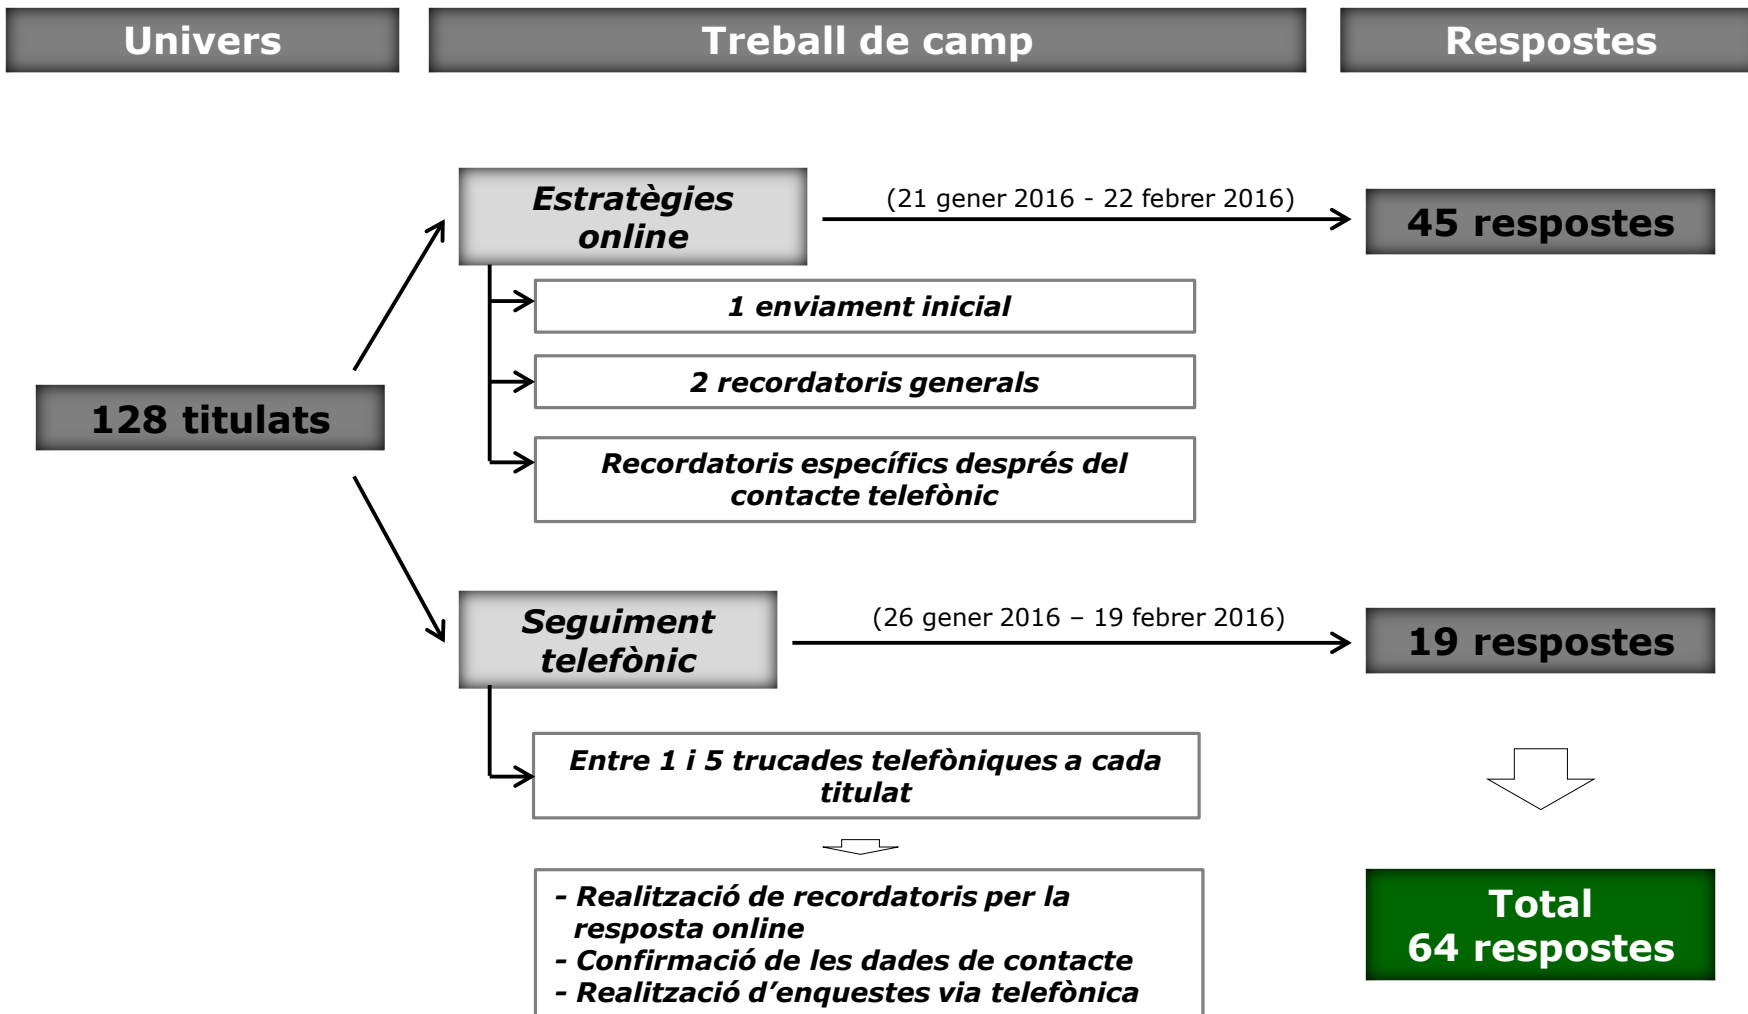 Univers
Treball de camp
Respostes
Estratègies
online
(21 gener 2016 - 22 febrer 2016)
45 respostes
1 enviament inicial
2 recordatoris generals
128 titulats
Recordatoris específics després del
contacte telefònic
Seguiment
telefònic
(26 gener 2016 – 19 febrer 2016)
19 respostes
Entre 1 i 5 trucades telefòniques a cada
titulat
- Realització de recordatoris per la
resposta online
- Confirmació de les dades de contacte
- Realització d’enquestes via telefònica
Total
64 respostes